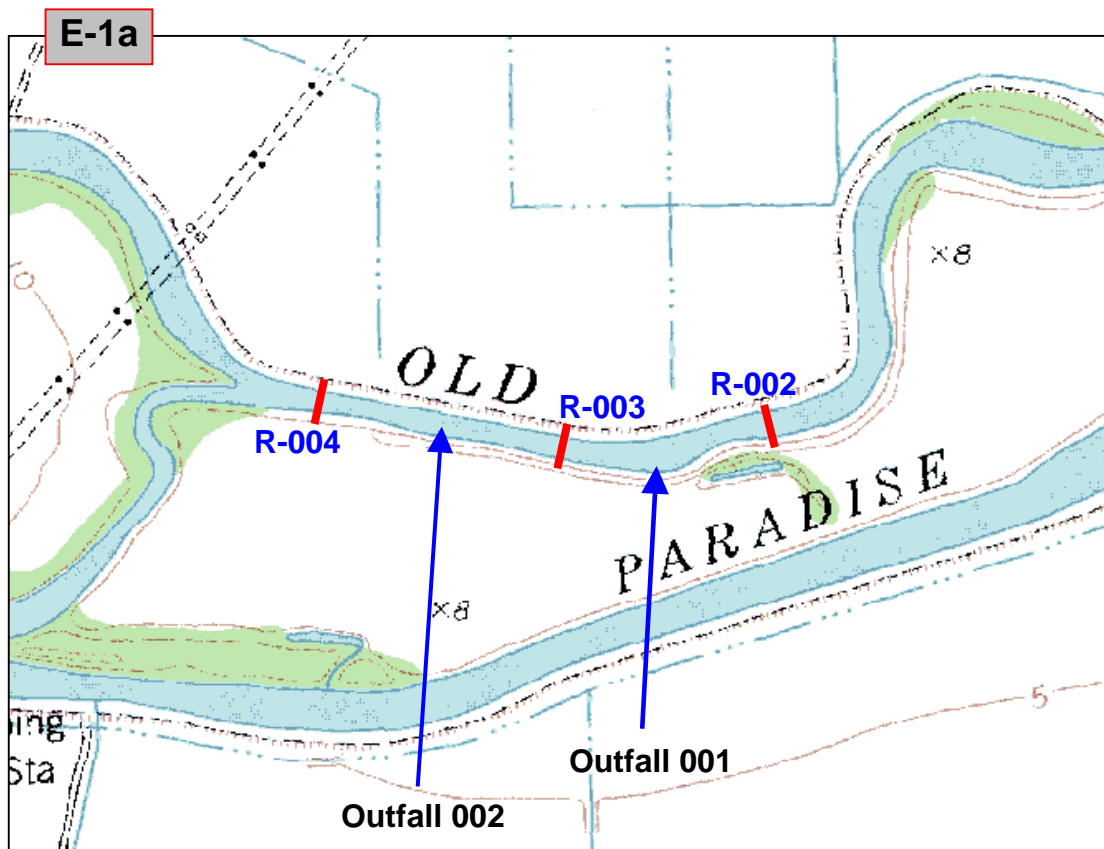 E-1a
×8
OLD
R-002
R-003
R-004
PARADISE
×8
5
Sta
Outfall 001
Outfall 002